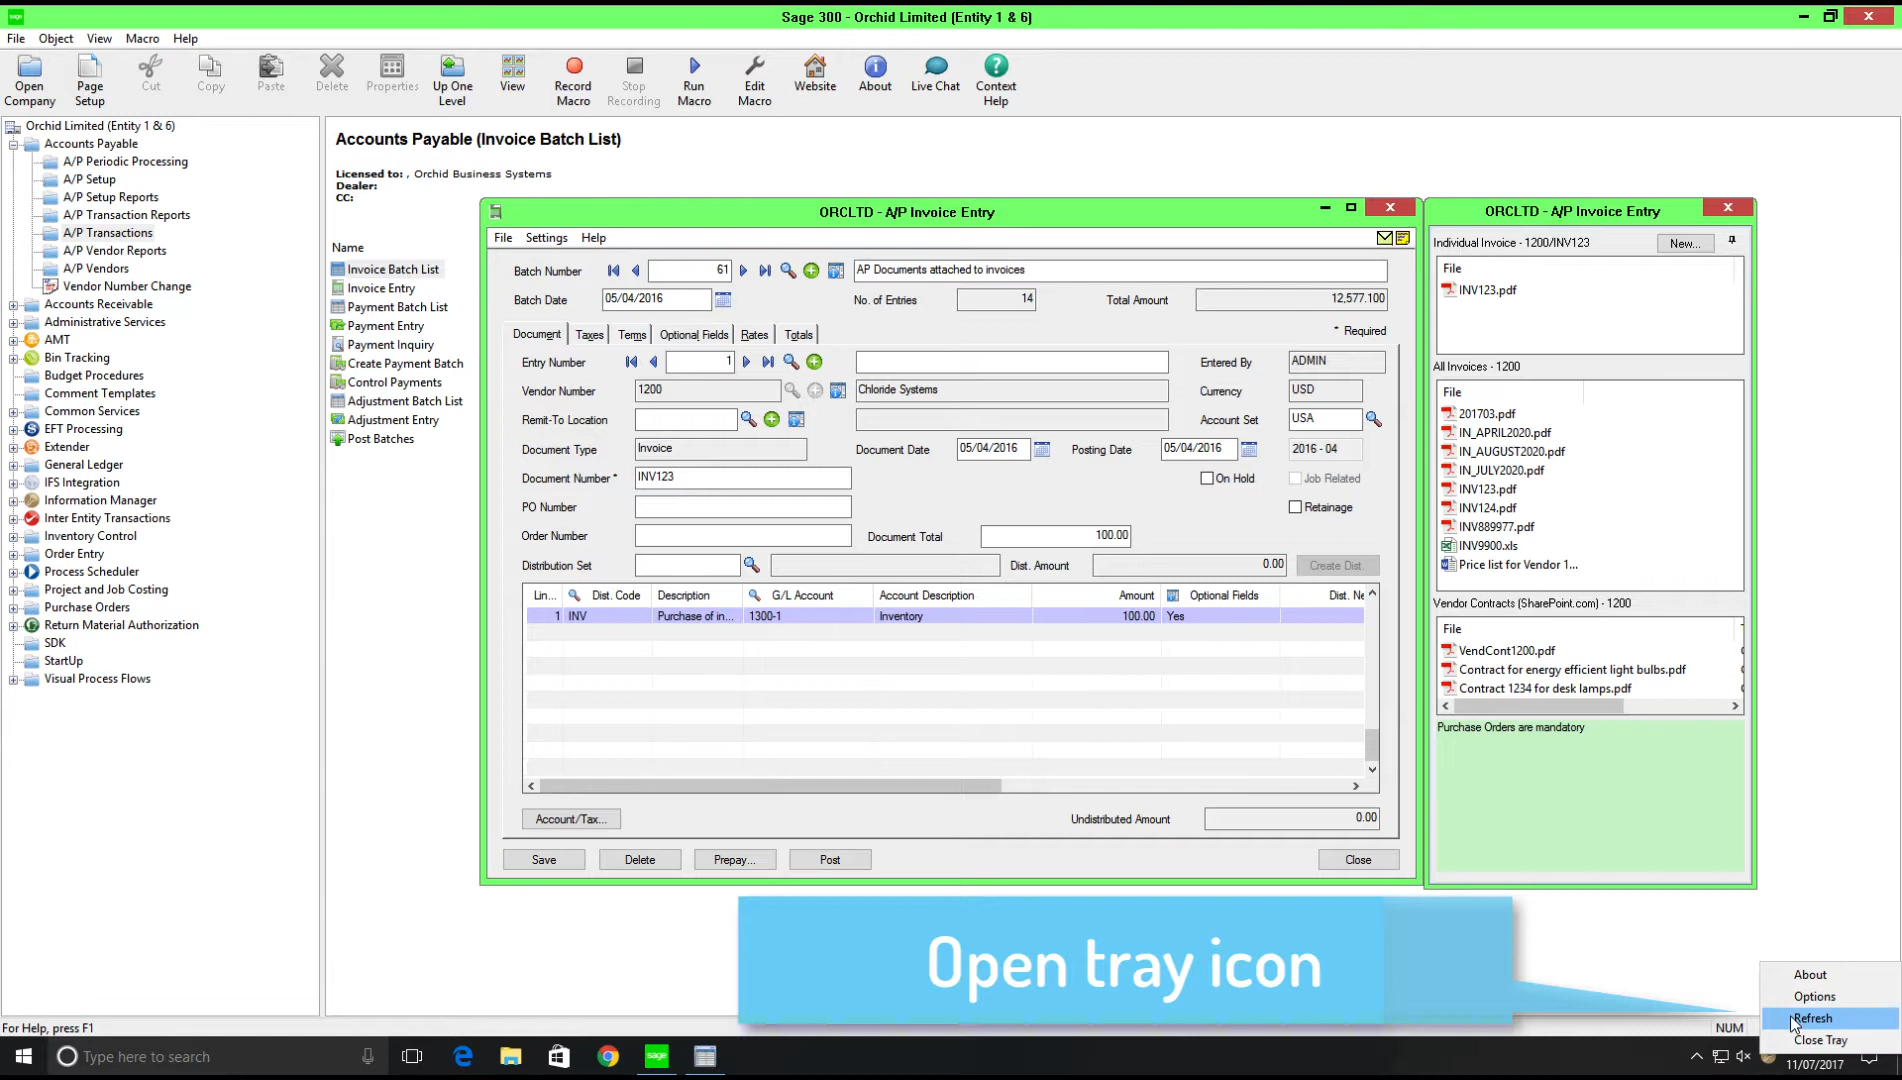 sage
Sage 300 - Orchid Limited (Entity 1 & 6)
File Object View Macro Help
Open Company
Page Setup
Cut
Copy
Paste
Delete
Properties
Up One Level
View
Record Macro
Stop Recording
Run Macro
Edit Macro
Website
About
Live Chat
Context Help
Orchid Limited (Entity 1 & 6)
Accounts Payable
A/P Periodic Processing
A/P Setup
A/P Setup Reports
A/P Transaction Reports
A/P Transactions
A/P Vendor Reports
A/P Vendors
Vendor Number Change
Accounts Receivable
Administrative Services
AMT
Bin Tracking
Budget Procedures
Comment Templates
Common Services
EFT Processing
Extender
General Ledger
IFS Integration
Information Manager
Inter Entity Transactions
Inventory Control
Order Entry
Process Scheduler
Project and Job Costing
Purchase Orders
Return Material Authorization
SDK
StartUp
Visual Process Flows
Accounts Payable (Invoice Batch List)
Licensed to: , Orchid Business Systems
Dealer:
CC:
Name
Invoice Batch List
Invoice Entry
Payment Batch List
Payment Entry
Payment Inquiry
Create Payment Batch
Control Payments
Adjustment Batch List
Adjustment Entry
Post Batches
ORCLTD - A/P Invoice Entry
File Settings Help
Batch Number 61 AP Documents attached to invoices
Batch Date 05/04/2016 No. of Entries 14 Total Amount 12,577.100
Document Taxes Terms Optional Fields Rates Totals * Required
Entry Number 1 Entered By ADMIN
Vendor Number 1200 Chloride Systems Currency USD
Remit-To Location Account Set USA
Document Type Invoice Document Date 05/04/2016 Posting Date 05/04/2016 2016 - 04
Document Number * INV123 On Hold Job Related
PO Number Retainage
Order Number Document Total 100.00
Distribution Set Dist. Amount 0.00 Create Dist.
Lin... Dist. Code Description G/L Account Account Description Amount Optional Fields Dist. Ne
1 INV Purchase of in... 1300-1 Inventory 100.00 Yes
Account/Tax... Undistributed Amount 0.00
Save Delete Prepay... Post Close
ORCLTD - A/P Invoice Entry
Individual Invoice - 1200/INV123 New...
File
INV123.pdf
All Invoices - 1200
File
201703.pdf
IN_APRIL2020.pdf
IN_AUGUST2020.pdf
IN_JULY2020.pdf
INV123.pdf
INV124.pdf
INV889977.pdf
INV9900.xls
Price list for Vendor 1...
Vendor Contracts (SharePoint.com) - 1200
File
VendCont1200.pdf
Contract for energy efficient light bulbs.pdf
Contract 1234 for desk lamps.pdf
Purchase Orders are mandatory
Open tray icon
About
Options
Refresh
Close Tray
For Help, press F1
NUM
Type here to search
sage
11/07/2017